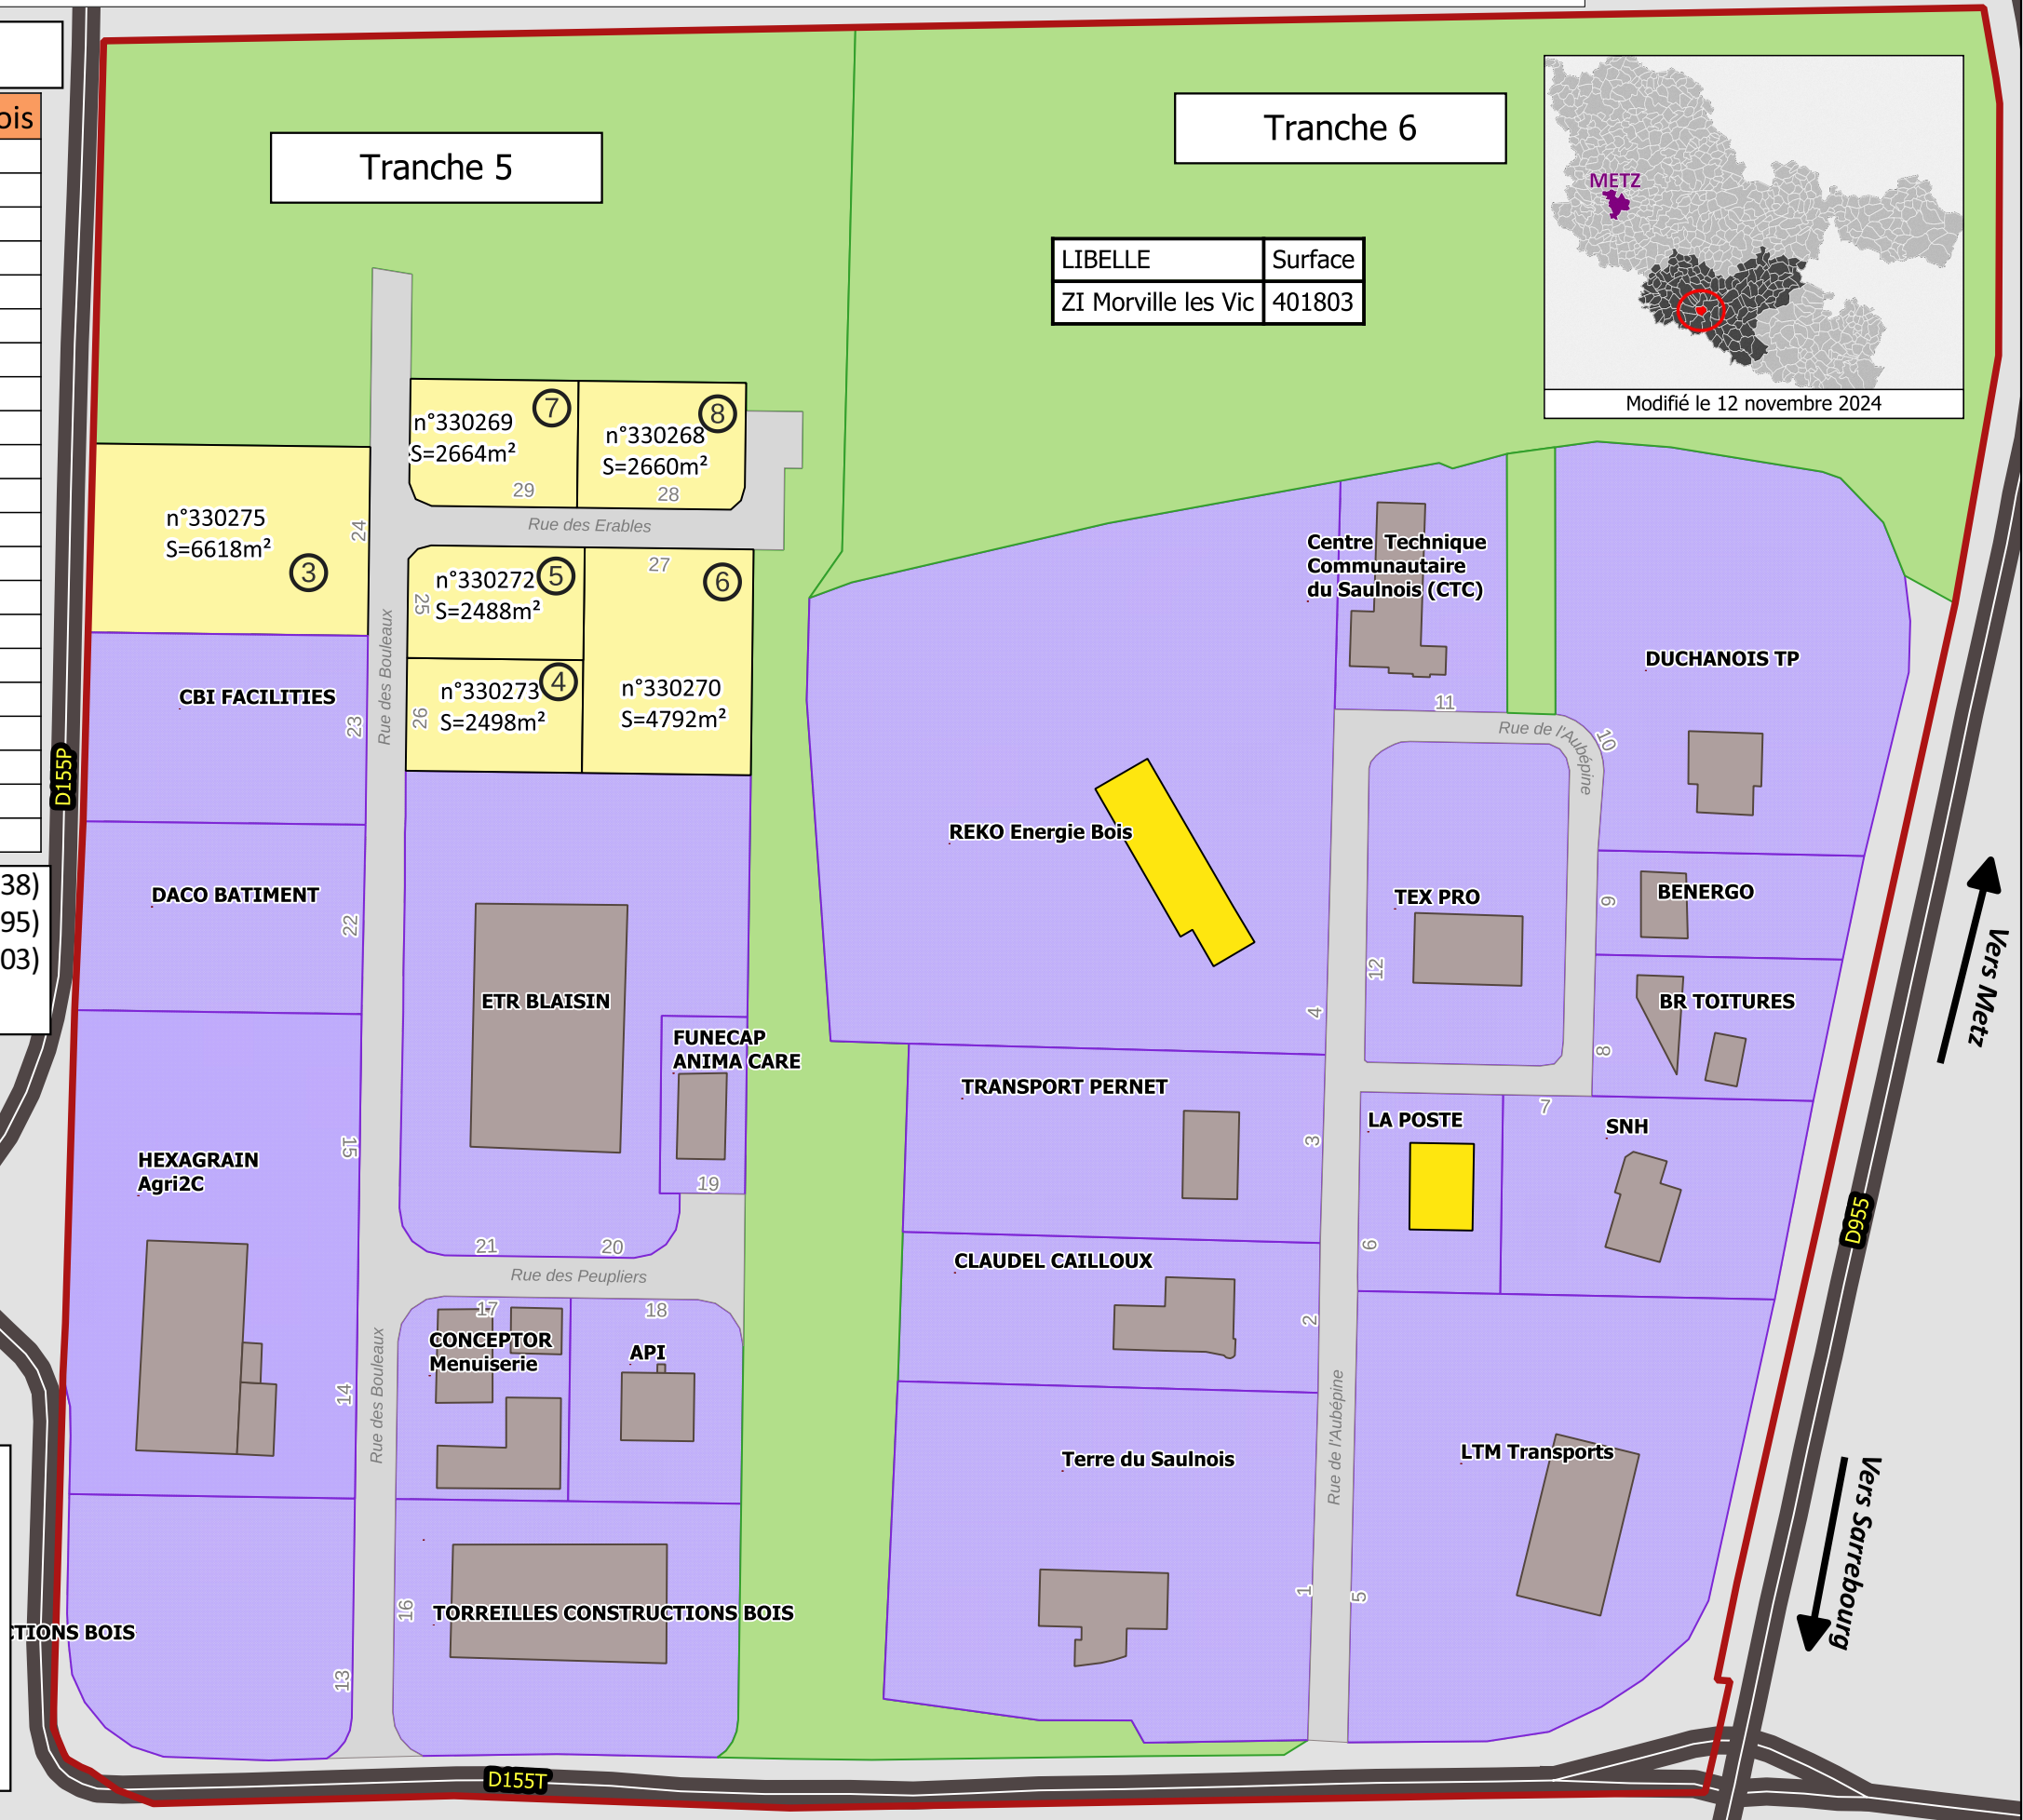 ois
38)
95)
03)
Tranche 5
Tranche 6
LIBELLE Surface
ZI Morville les Vic 401803
METZ
Modifié le 12 novembre 2024
n°330269 7
S=2664m²
29
n°330268 8
S=2660m²
28
Rue des Erables
n°330275
S=6618m²
3
24
n°330272 5
S=2488m²
25
27
6
n°330273 4
S=2498m²
26
n°330270
S=4792m²
Rue des Bouleaux
CBI FACILITIES
23
D155P
DACO BATIMENT
22
ETR BLAISIN
FUNECAP
ANIMA CARE
19
HEXAGRAIN
Agri2C
15
14
21
20
Rue des Peupliers
17
18
CONCEPTOR
Menuiserie
API
Rue des Bouleaux
TORREILLES CONSTRUCTIONS BOIS
16
CTIONS BOIS
13
D155T
Centre Technique
Communautaire
du Saulnois (CTC)
11
DUCHANOIS TP
Rue de l'Aubépine
10
REKO Energie Bois
4
TEX PRO
12
BENERGO
9
BR TOITURES
8
Vers Metz
TRANSPORT PERNET
3
LA POSTE
6
7
SNH
D955
CLAUDEL CAILLOUX
2
Rue de l'Aubépine
Terre du Saulnois
1
5
LTM Transports
Vers Sarrebourg